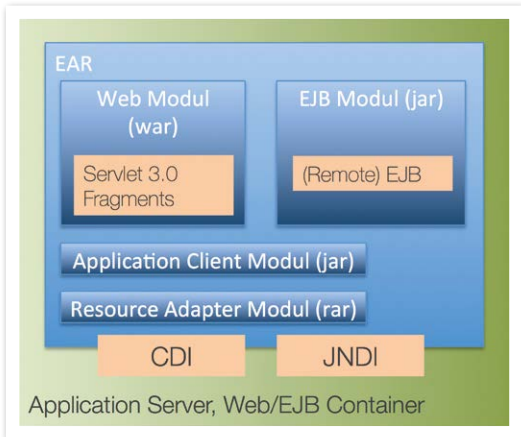 EAR
Web Modul
(war)
EJB Modul (jar)
Servlet 3.0
Fragments
(Remote) EJB
Application Client Modul (jar)
Resource Adapter Modul (rar)
CDI
JNDI
Application Server, Web/EJB Container